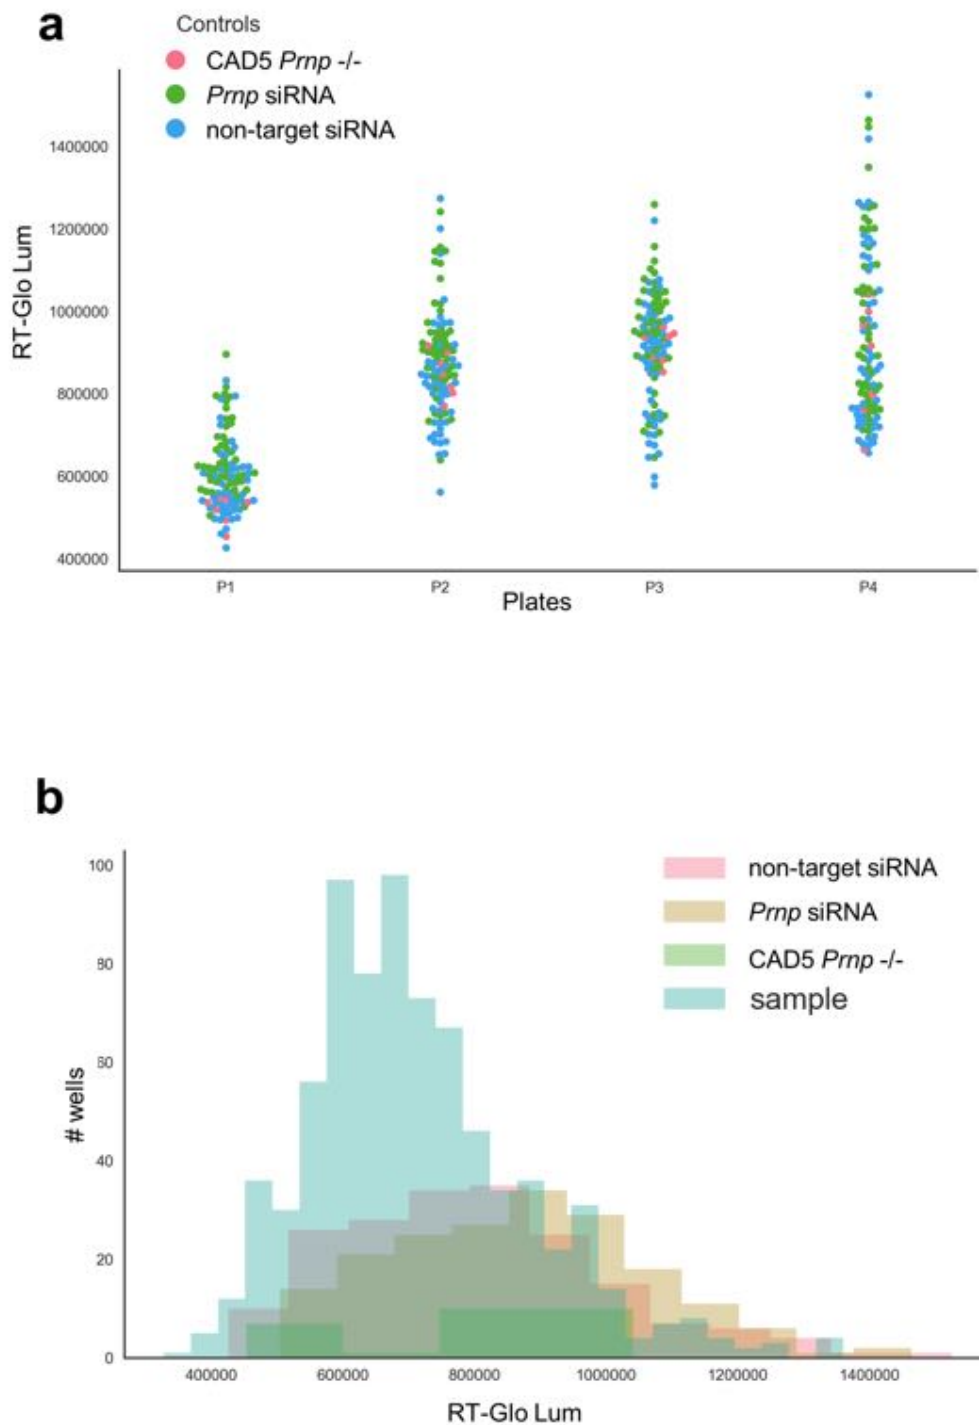 a
Controls
CAD5 Prnp -/-
Prnp siRNA
non-target siRNA
RT-Glo Lum
1400000
1200000
1000000
800000
600000
400000
P1 P2 P3 P4
Plates
b
non-target siRNA
Prnp siRNA
CAD5 Prnp -/-
sample
# wells
100
80
60
40
20
0
400000 600000 800000 1000000 1200000 1400000
RT-Glo Lum